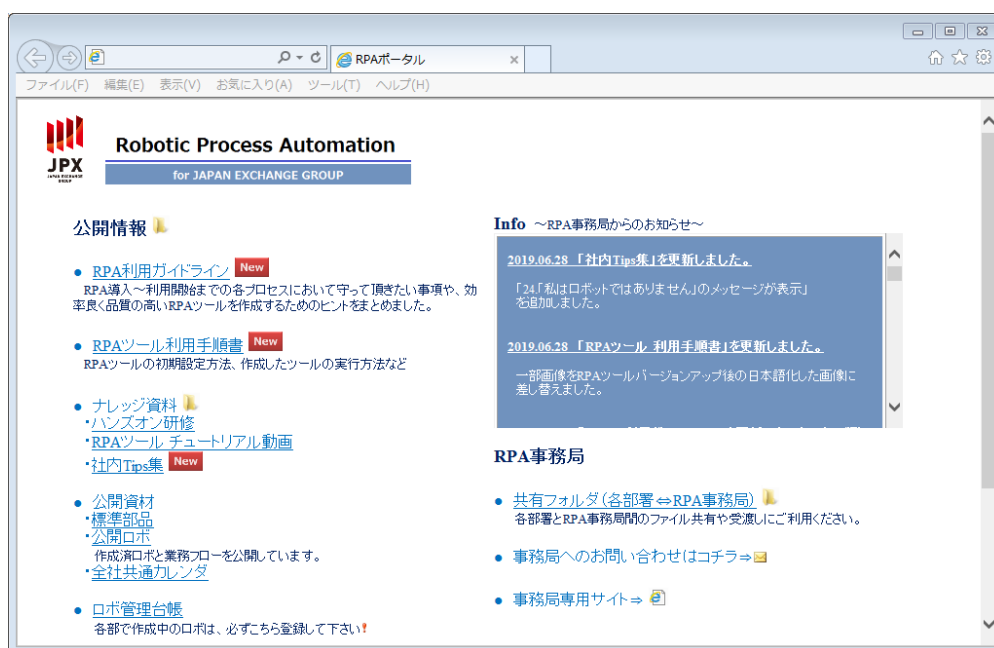 RPAポータル
ファイル(F) 編集(E) 表示(V) お気に入り(A) ツール(T) ヘルプ(H)
JPX
JAPAN EXCHANGE
GROUP
Robotic Process Automation
for JAPAN EXCHANGE GROUP
公開情報
● RPA利用ガイドライン New
RPA導入~利用開始までの各プロセスにおいて守って頂きたい事項や、効
率良く品質の高いRPAツールを作成するためのヒントをまとめました。
● RPAツール利用手順書 New
RPAツールの初期設定方法、作成したツールの実行方法など
● ナレッジ資料
・ハンズオン研修
・RPAツール チュートリアル動画
・社内Tips集 New
● 公開資材
・標準部品
・公開ロボ
作成済ロボと業務フローを公開しています。
・全社共通カレンダ
● ロボ管理台帳
各部で作成中のロボは、必ずこちら登録して下さい!
Info ~RPA事務局からのお知らせ~
2019.06.28 「社内Tips集」を更新しました。
「24「私はロボットではありません」のメッセージが表示」
を追加しました。
2019.06.28 「RPAツール 利用手順書」を更新しました。
一部画像をRPAツールバージョンアップ後の日本語化した画像に
差し替えました。
RPA事務局
● 共有フォルダ(各部署⇔RPA事務局)
各部署とRPA事務局間のファイル共有や受渡しにご利用ください。
● 事務局へのお問い合わせはコチラ⇒
● 事務局専用サイト⇒